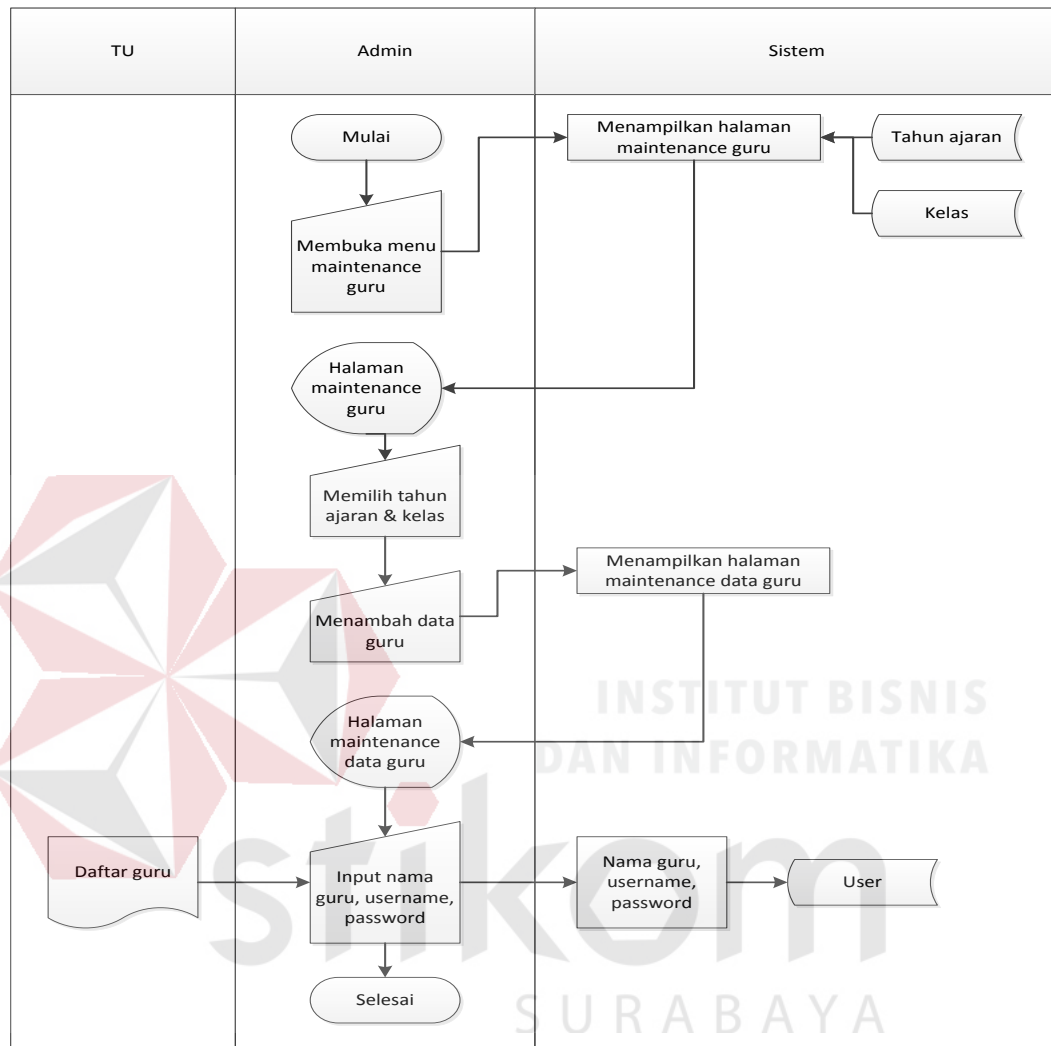 TU
Admin
Sistem
Mulai
Menampilkan halaman
maintenance guru
Tahun ajaran
Kelas
Membuka menu
maintenance
guru
Halaman
maintenance
guru
Memilih tahun
ajaran & kelas
Menampilkan halaman
maintenance data guru
Menambah data
guru
INSTITUT BISNIS
DAN INFORMATIKA
Halaman
maintenance
data guru
Daftar guru
Input nama
guru, username,
password
Nama guru,
username,
password
User
stikom
Selesai
SURABAYA